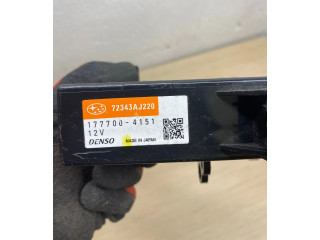 72343AJ220
177700-4151
12V
DENSO MADE IN JAPAN